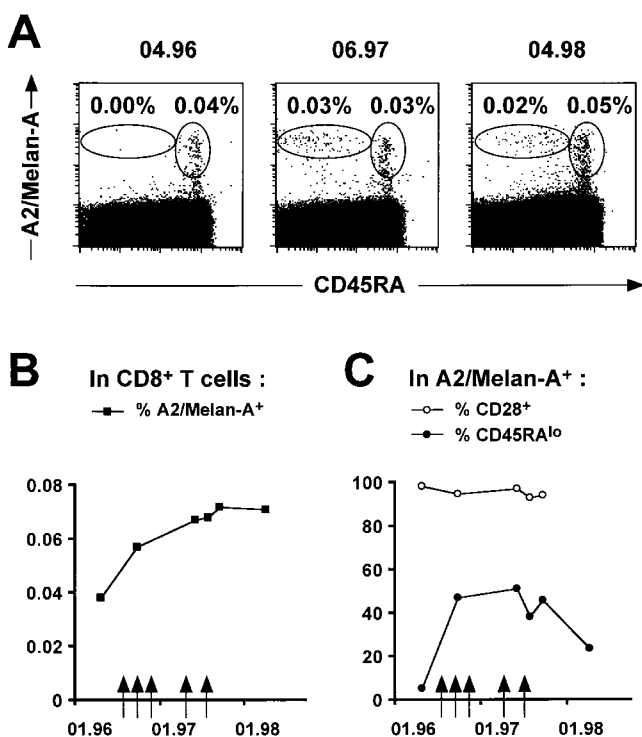 A
04.96 06.97 04.98
0.00% 0.04% 0.03% 0.03% 0.02% 0.05%
A2/Melan-A
CD45RA
B In CD8⁺ T cells :
% A2/Melan-A⁺
0.08
0.06
0.04
0.02
0
01.96 01.97 01.98
C In A2/Melan-A⁺ :
% CD28⁺
% CD45RAˡᵒ
100
80
60
40
20
0
01.96 01.97 01.98